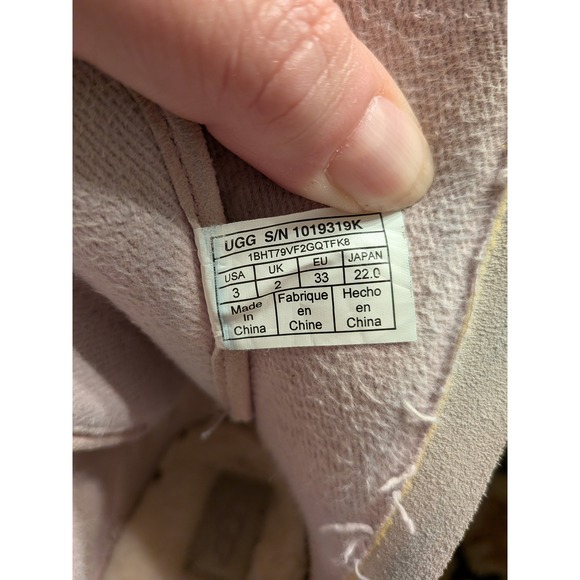 UGG S/N 1019319K
1BHT79VF2GQTFK8
USA UK EU JAPAN
3 2 33 22.0
Made Fabrique Hecho
In en en
China Chine China